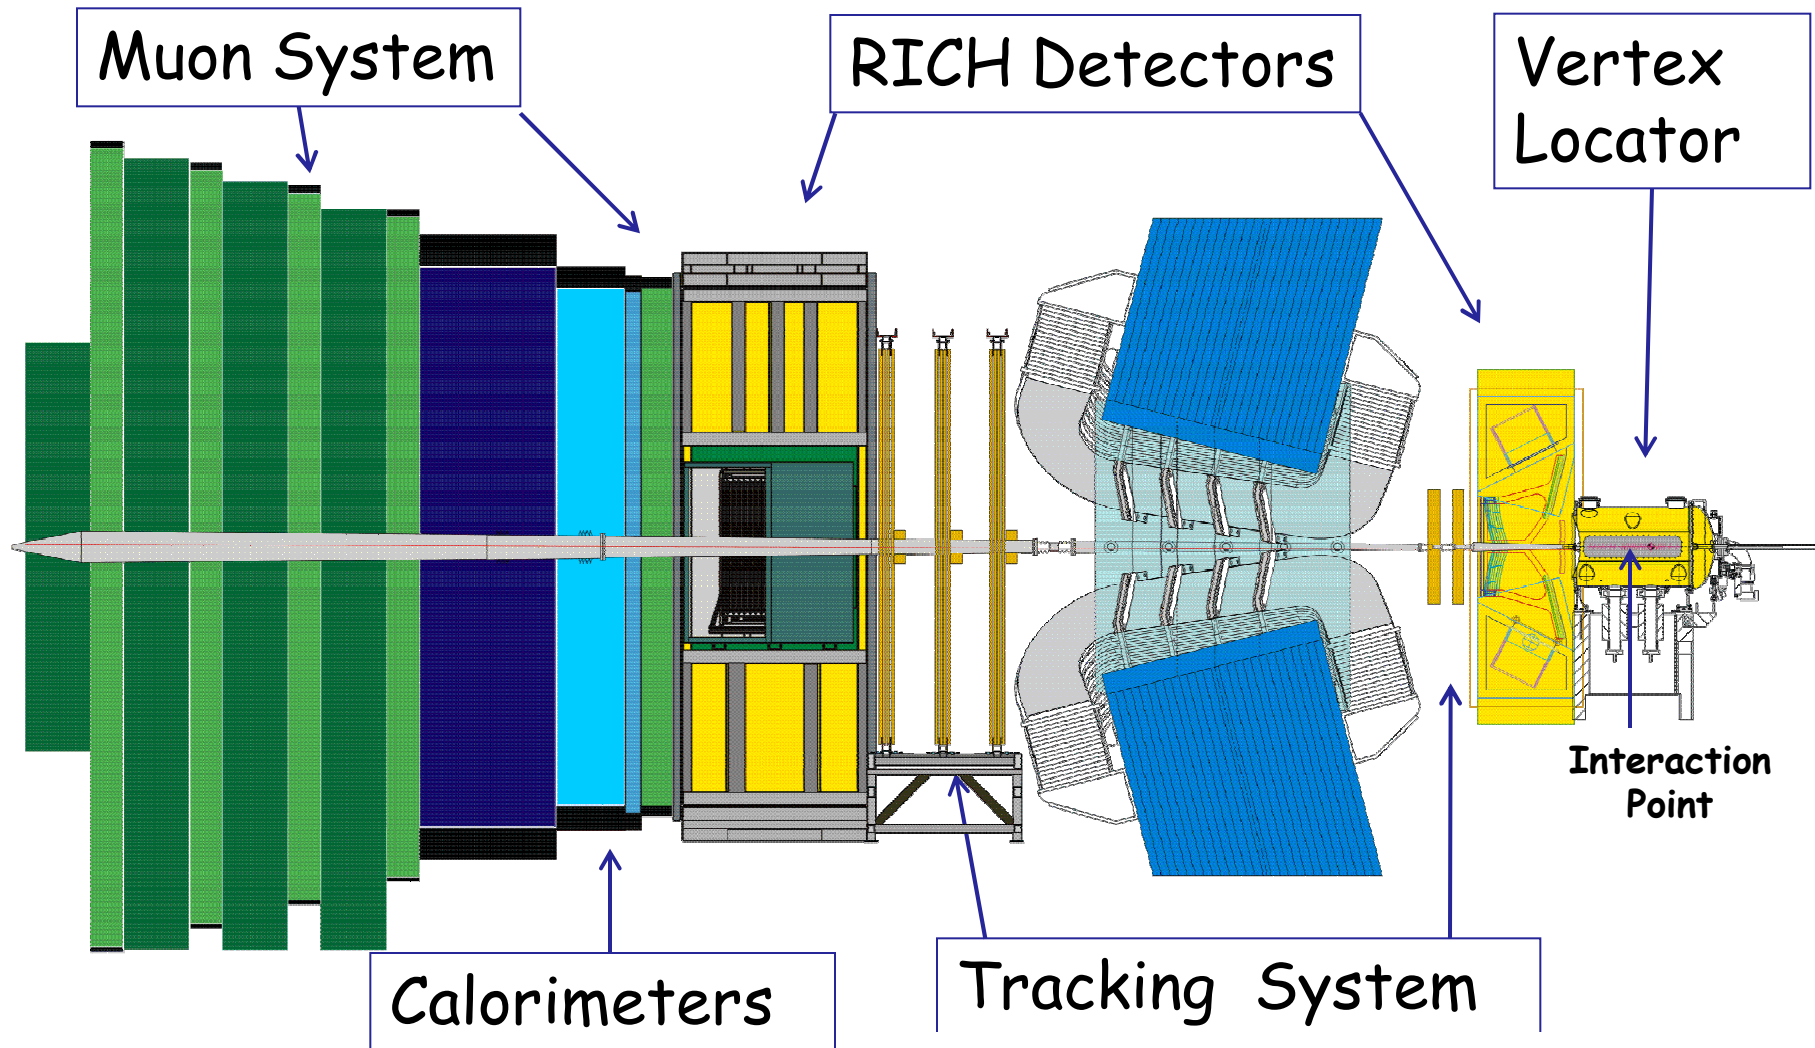 Muon System
RICH Detectors
Vertex
Locator
Interaction
Point
Calorimeters
Tracking System